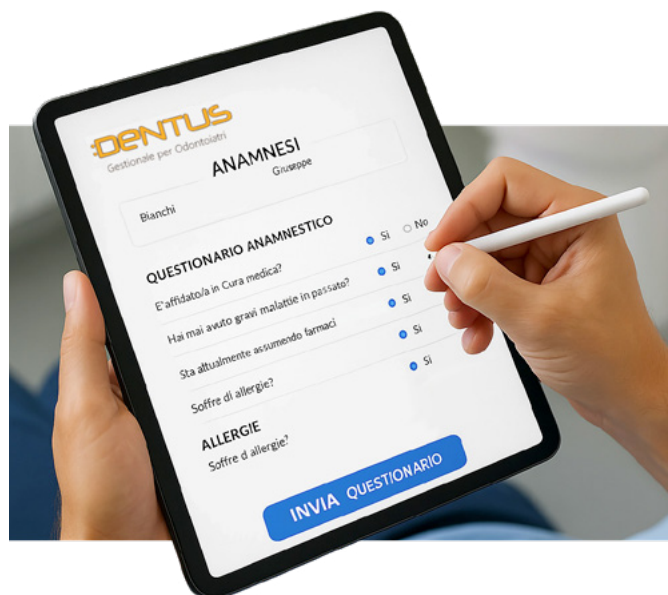 DENTUS
Gestionale per Odontoiatri
ANAMNESI
Bianchi Giuseppe
QUESTIONARIO ANAMNESTICO
E'affidato/a in Cura medica? Si No
Hai mai avuto gravi malattie in passato? Si
Sta attualmente assumendo farmaci Si
Soffre di allergie? Si
ALLERGIE Si
Soffre d allergie?
INVIA QUESTIONARIO